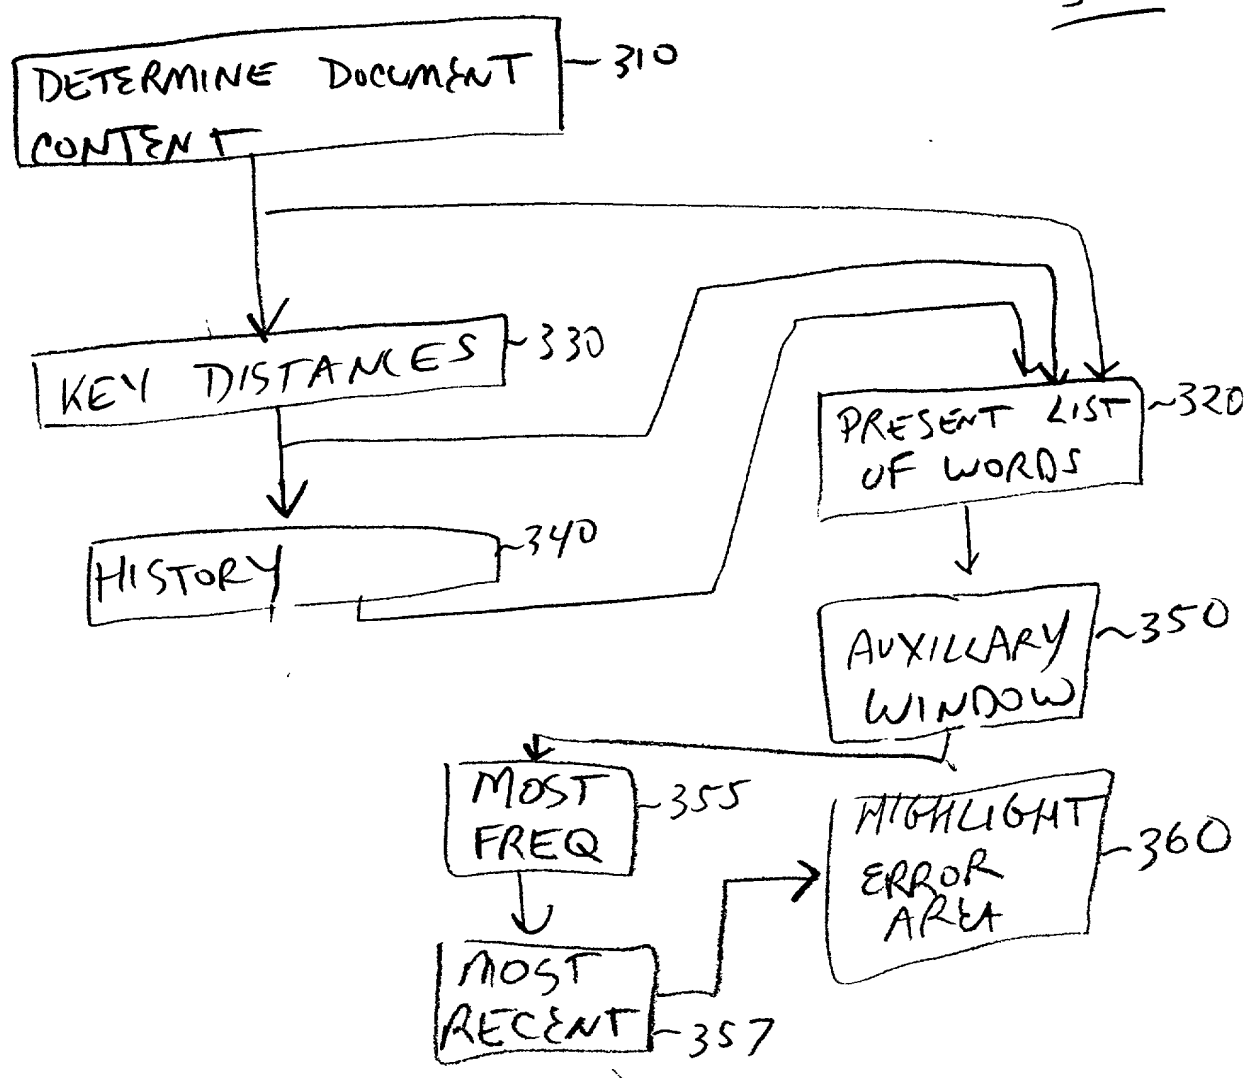 DETERMINE DOCUMENT
CONTENT
310
KEY DISTANCES
330
HISTORY
340
PRESENT LIST
OF WORDS
320
AUXILLARY
WINDOW
350
MOST
FREQ
355
MOST
RECENT
357
HIGHLIGHT
ERROR
AREA
360